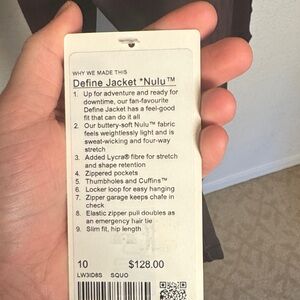 WHY WE MADE THIS
Define Jacket *Nulu™
1. Up for adventure and ready for
downtime, our fan-favourite
Define Jacket has a feel-good
fit that can do it all
2. Our buttery-soft Nulu™ fabric
feels weightlessly light and is
sweat-wicking and four-way
stretch
3. Added Lycra® fibre for stretch
and shape retention
4. Zippered pockets
5. Thumbholes and Cuffins™
6. Locker loop for easy hanging
7. Zipper garage keeps chafe in
check
8. Elastic zipper pull doubles as
an emergency hair tie
9. Slim fit, hip length
10 $128.00
LW3ID8S SQUO